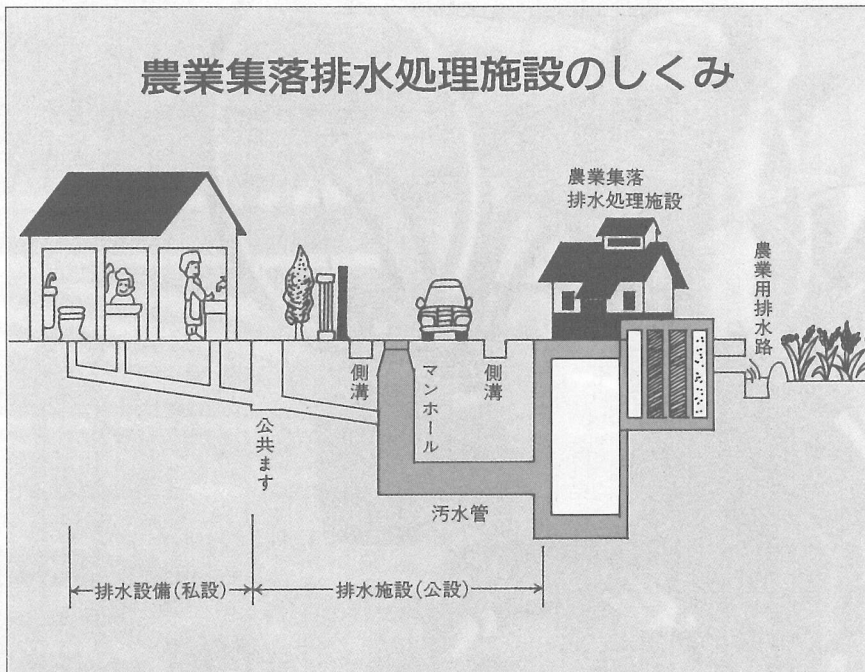 農業集落排水処理施設のしくみ
農業集落
排水処理施設
農業用排水路
側溝
マンホール
側溝
公共ます
汚水管
排水設備(私設)
排水施設(公設)